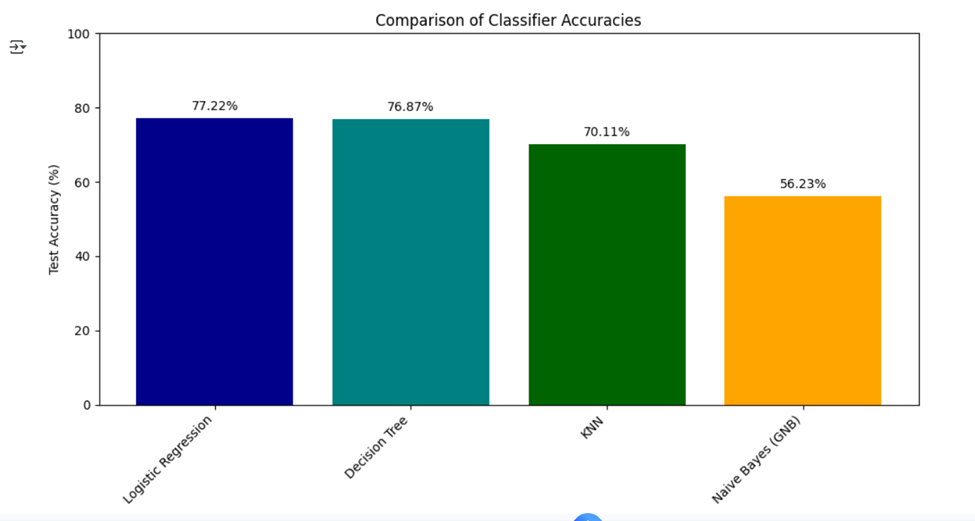 Comparison of Classifier Accuracies
100
80
60
40
20
0
Test Accuracy (%)
77.22%
76.87%
70.11%
56.23%
Logistic Regression
Decision Tree
KNN
Naive Bayes (GNB)